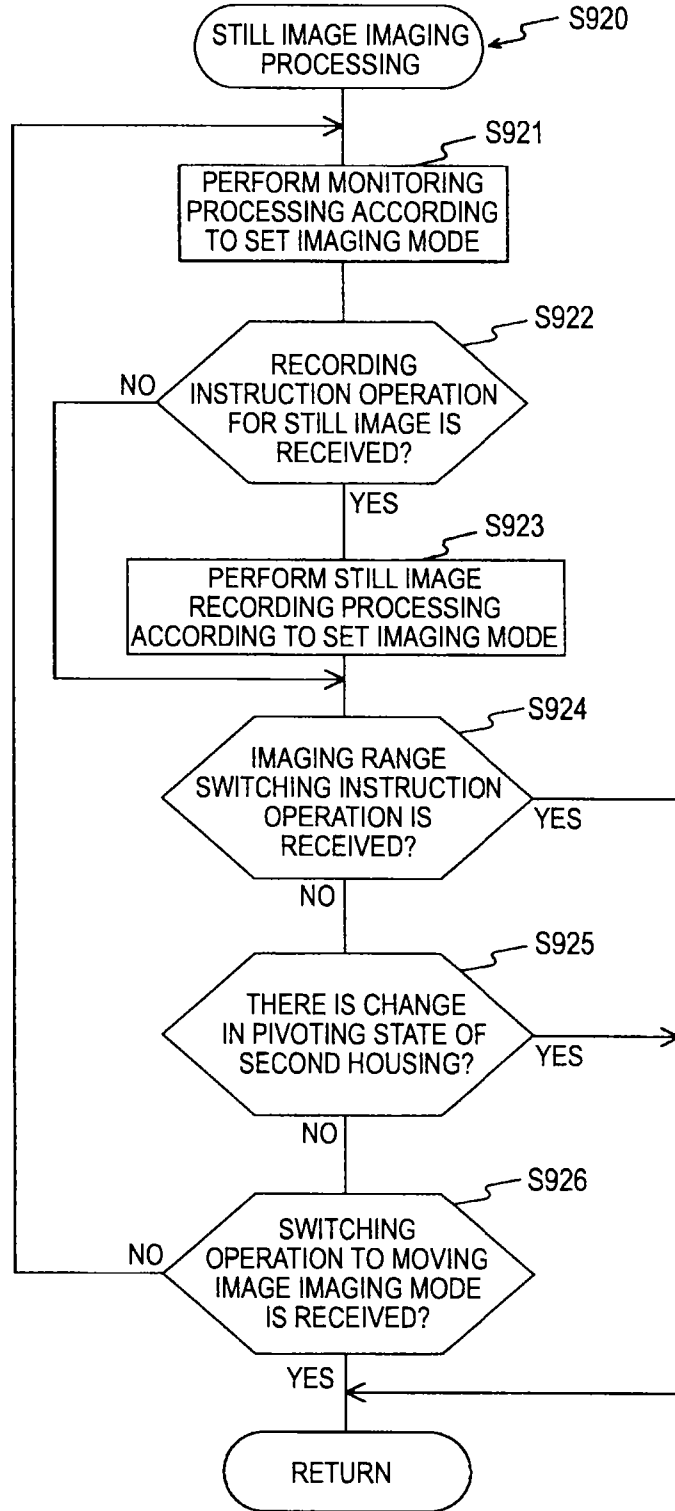 STILL IMAGE IMAGING
PROCESSING
S920
S921
PERFORM MONITORING
PROCESSING ACCORDING
TO SET IMAGING MODE
S922
RECORDING
INSTRUCTION OPERATION
FOR STILL IMAGE IS
RECEIVED?
NO
YES
S923
PERFORM STILL IMAGE
RECORDING PROCESSING
ACCORDING TO SET IMAGING MODE
S924
IMAGING RANGE
SWITCHING INSTRUCTION
OPERATION IS
RECEIVED?
YES
NO
S925
THERE IS CHANGE
IN PIVOTING STATE OF
SECOND HOUSING?
YES
NO
S926
SWITCHING
OPERATION TO MOVING
IMAGE IMAGING MODE
IS RECEIVED?
NO
YES
RETURN